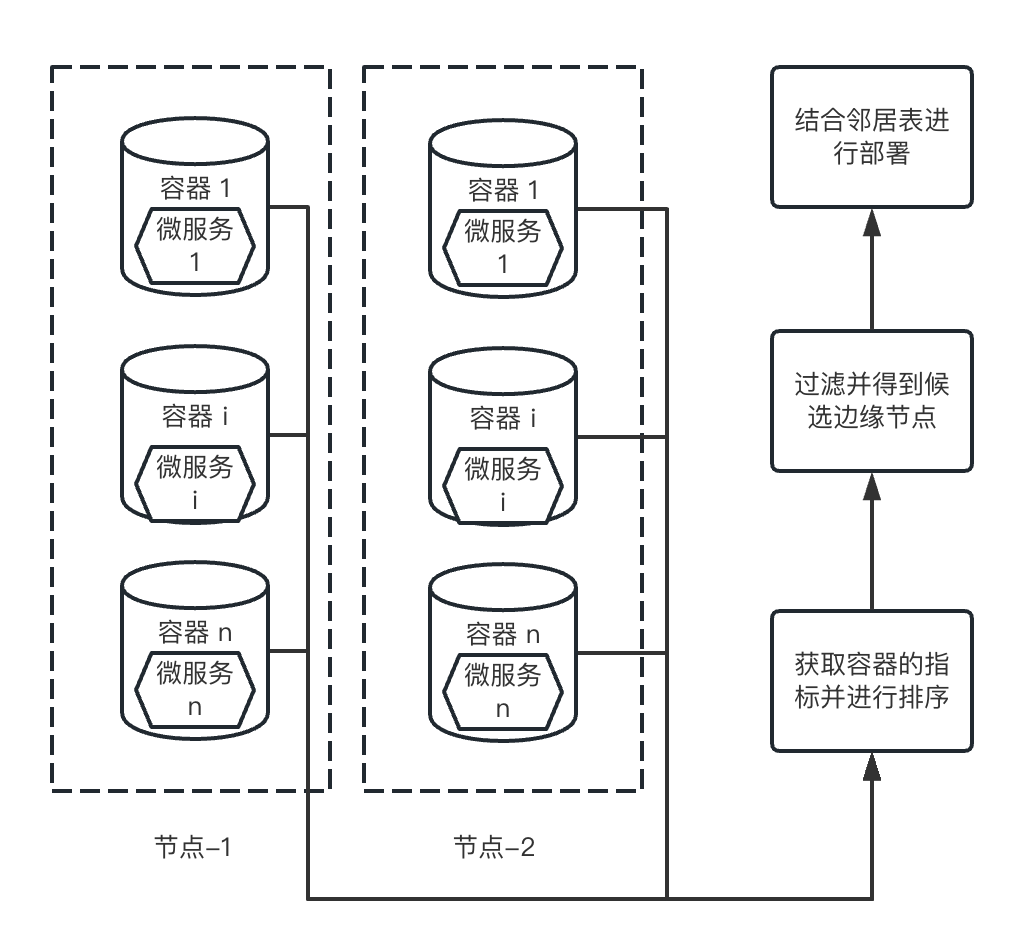 容器 1
微服务
1
容器 i
微服务
i
容器 n
微服务
n
节点-1
容器 1
微服务
1
容器 i
微服务
i
容器 n
微服务
n
节点-2
结合邻居表进
行部署
过滤并得到候
选边缘节点
获取容器的指
标并进行排序